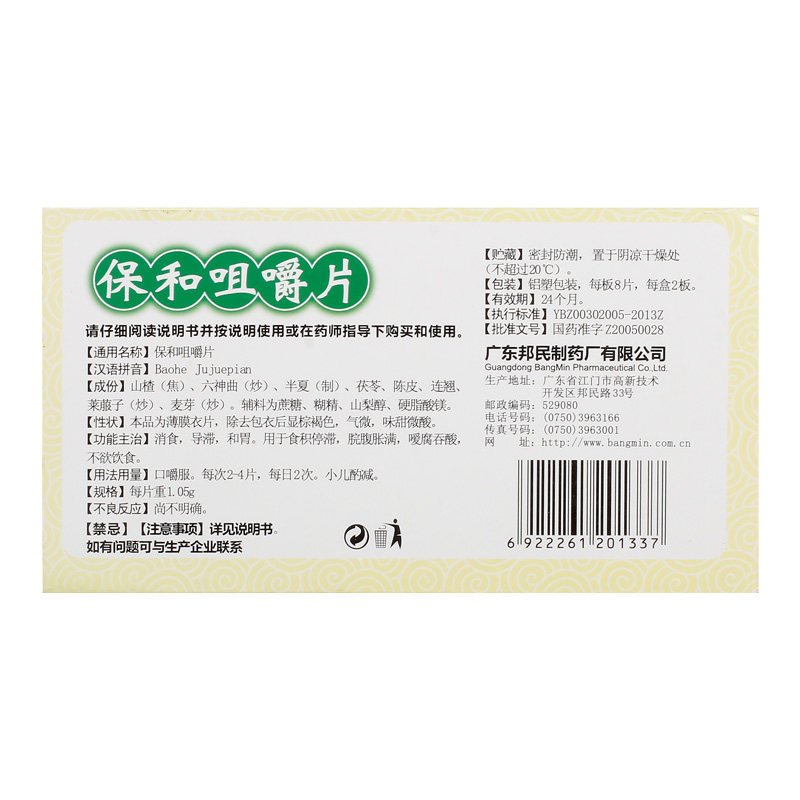 保和咀嚼片
请仔细阅读说明书并按说明使用或在药师指导下购买和使用。
【通用名称】保和咀嚼片
【汉语拼音】Baohe Jujuepian
【成份】山楂（焦）、六神曲（炒）、半夏（制）、茯苓、陈皮、连翘、
莱菔子（炒）、麦芽（炒）。辅料为蔗糖、糊精、山梨醇、硬脂酸镁。
【性状】本品为薄膜衣片，除去包衣后显棕褐色，气微，味甜微酸。
【功能主治】消食，导滞，和胃。用于食积停滞，脘腹胀满，嗳腐吞酸，
不欲饮食。
【用法用量】口嚼服。每次2-4片，每日2次。小儿酌减。
【规格】每片重1.05g
【不良反应】尚不明确。
【禁忌】【注意事项】详见说明书。
如有问题可与生产企业联系
【贮藏】密封防潮，置于阴凉干燥处
（不超过20℃）。
【包装】铝塑包装，每板8片，每盒2板。
【有效期】24个月。
【执行标准】YBZ00302005-2013Z
【批准文号】国药准字Z20050028
广东邦民制药厂有限公司
Guangdong BangMin Pharmaceutical Co.,Ltd.
生产地址：广东省江门市高新技术
开发区邦民路33号
邮政编码：529080
电话号码：(0750)3963166
传真号码：(0750)3963001
网 址：http://www.bangmin.com.cn
6 922261 201337